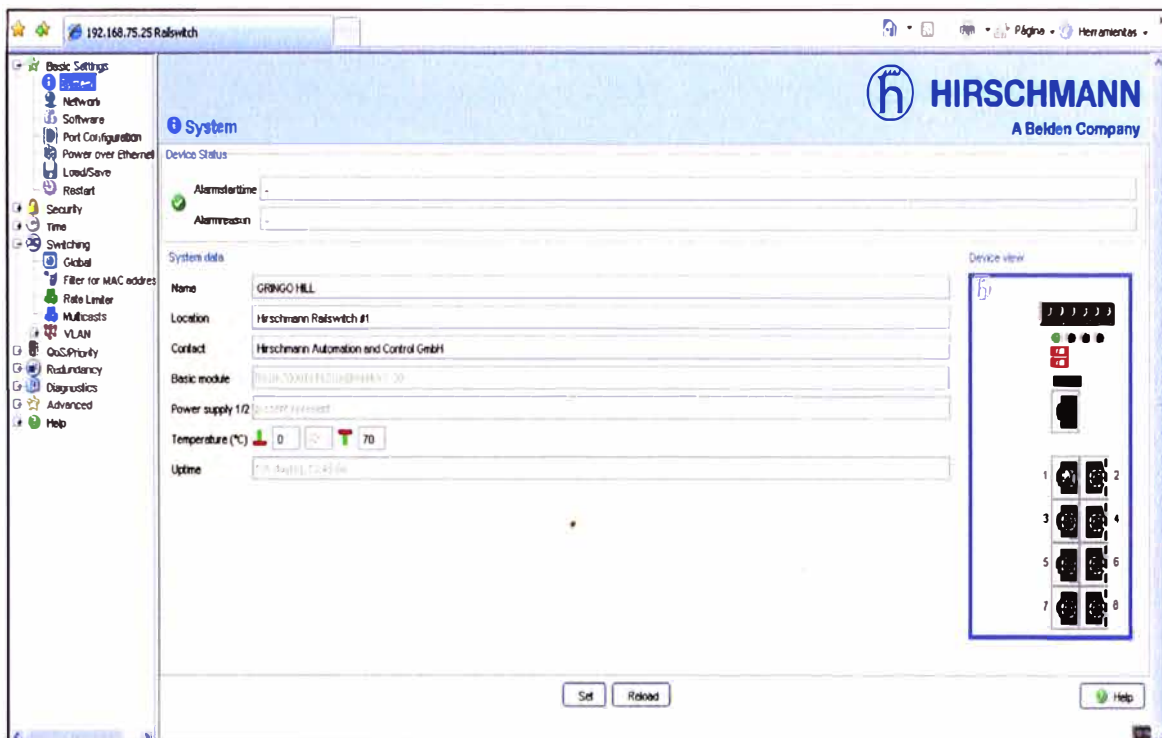 192.168.75.25 Railswitch
Página
Herramientas
Basic Settings
System
Network
Software
Port Configuration
Power over Ethernet
Load/Save
Restart
Security
Time
Switching
Global
Filter for MAC addres
Rate Limiter
Multicasts
VLAN
QoS/Priority
Redundancy
Diagnostics
Advanced
Help
System
HIRSCHMANN
A Belden Company
Device Status
Alarmstarttime -
Alarmreason -
System data
Name GRINGO HILL
Location Hirschmann Railswitch #1
Contact Hirschmann Automation and Control GmbH
Basic module
Power supply 1/2
Temperature (°C) 0 70
Uptime
Device view
1 2
3 4
5 6
7 8
Set Reload
Help